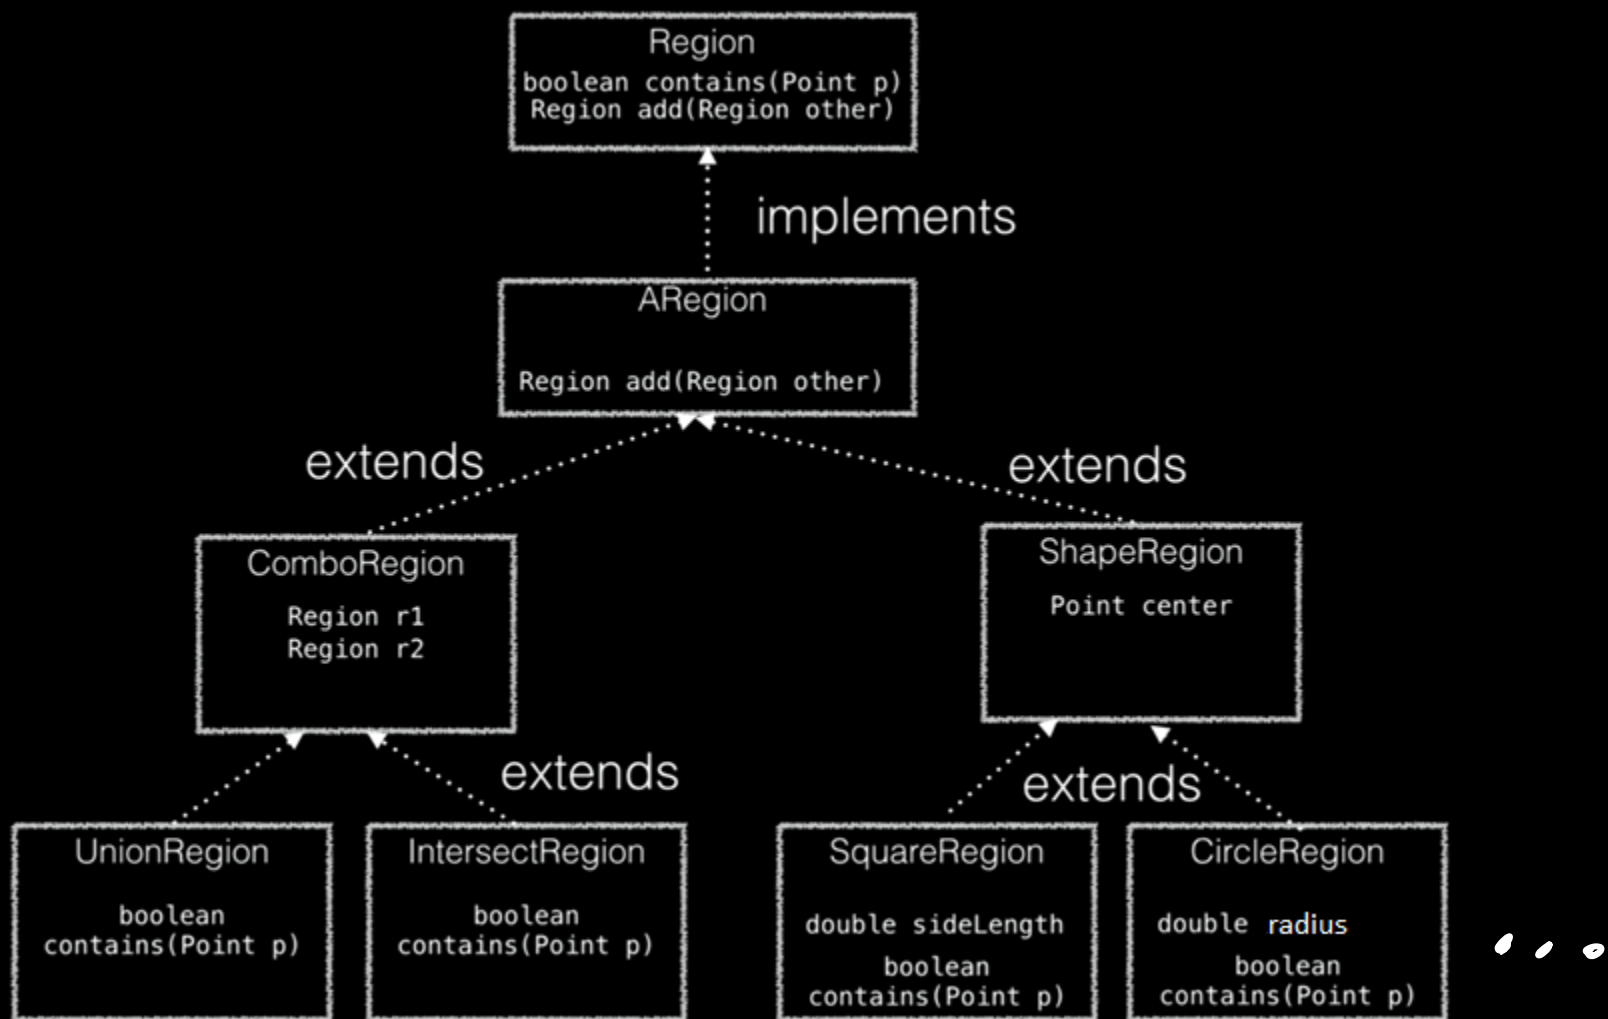 Region
boolean contains(Point p)
Region add(Region other)
implements
ARegion
Region add(Region other)
extends
extends
ComboRegion
Region r1
Region r2
ShapeRegion
Point center
extends
extends
UnionRegion
boolean
contains(Point p)
IntersectRegion
boolean
contains(Point p)
SquareRegion
double sideLength
boolean
contains(Point p)
CircleRegion
double radius
boolean
contains(Point p)